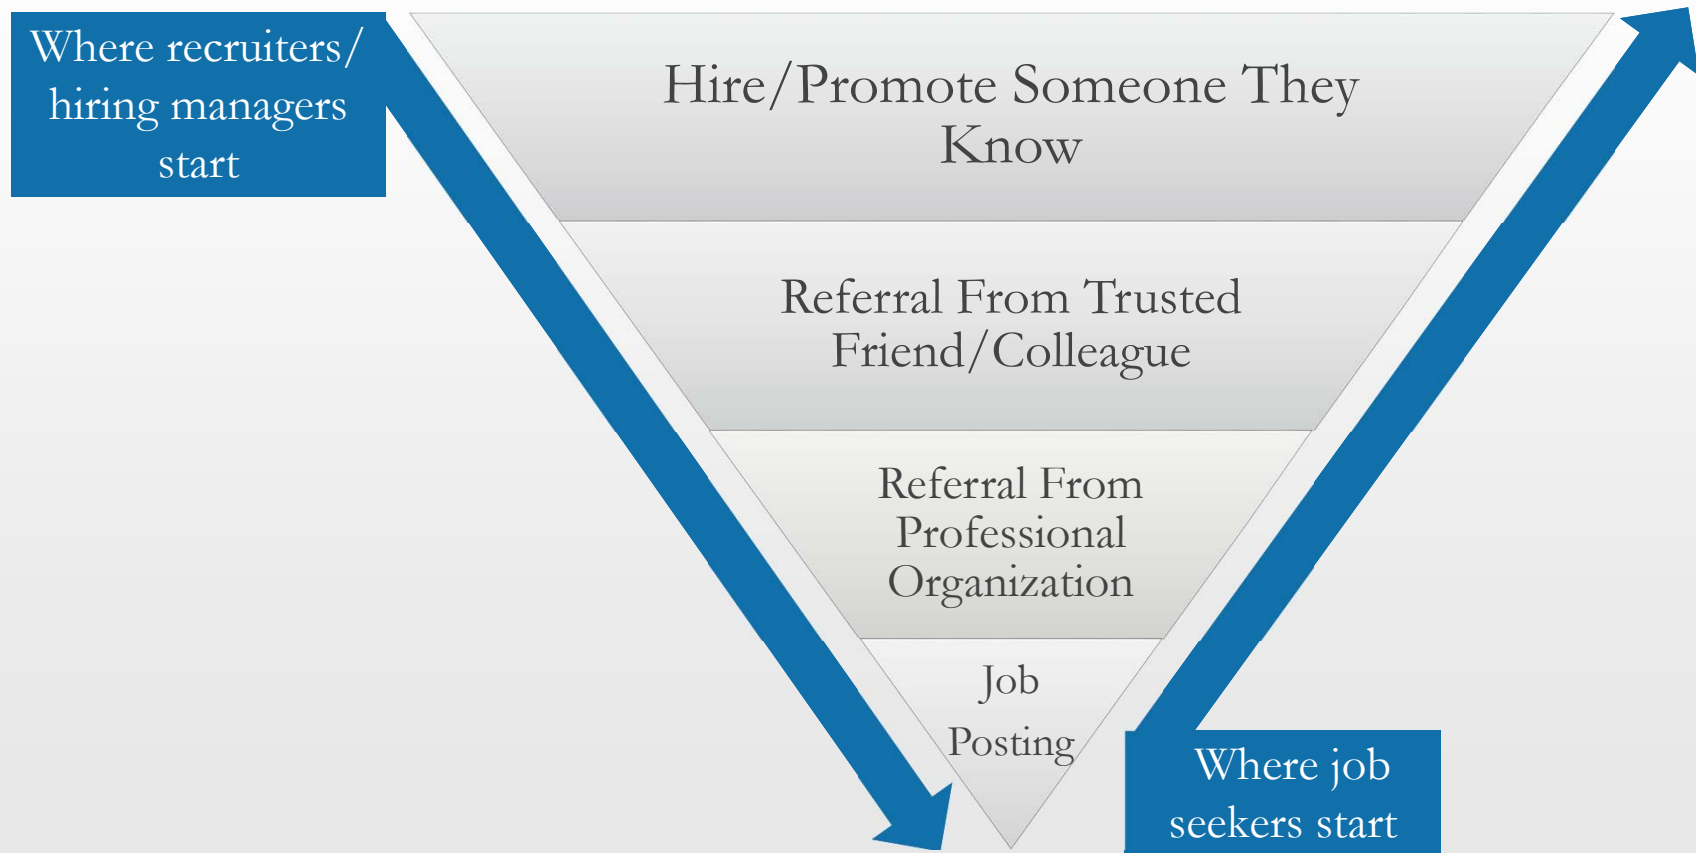 Where recruiters/
hiring managers
start
Hire/Promote Someone They
Know
Referral From Trusted
Friend/Colleague
Referral From
Professional
Organization
Job
Posting
Where job
seekers start